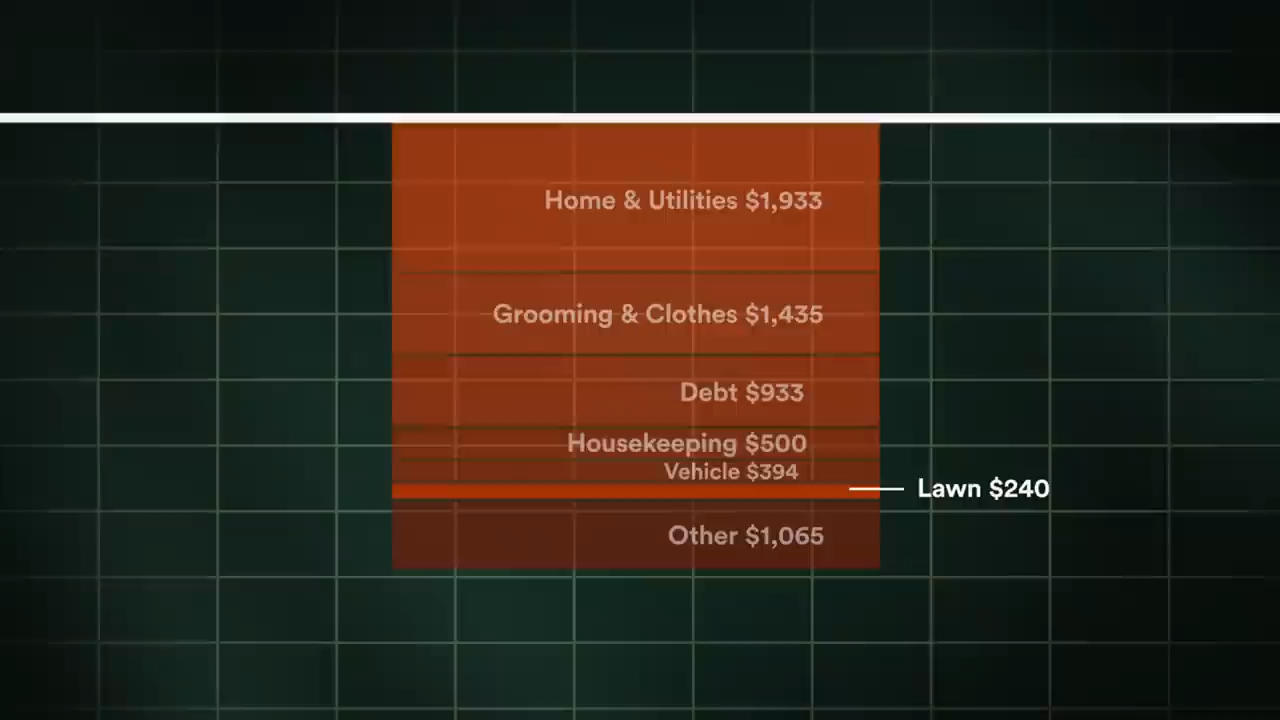 Home & Utilities $1,933
Grooming & Clothes $1,435
Debt $933
Housekeeping $500
Vehicle $394
Lawn $240
Other $1,065